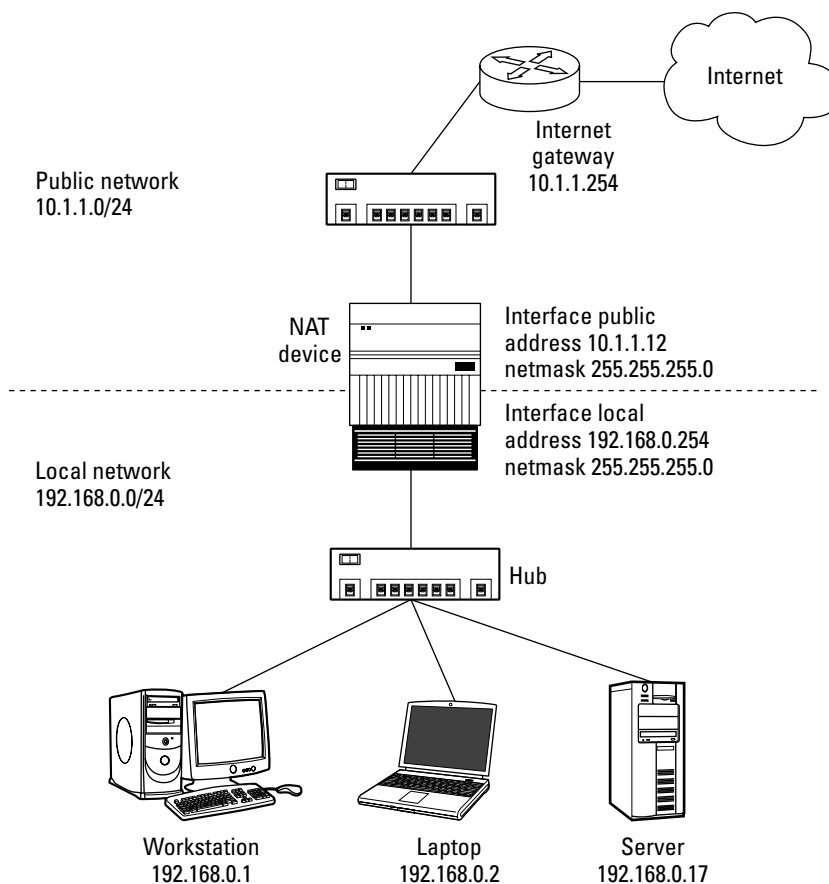 Internet
Internet
gateway
10.1.1.254
Public network
10.1.1.0/24
NAT
device
Interface public
address 10.1.1.12
netmask 255.255.255.0
Interface local
address 192.168.0.254
netmask 255.255.255.0
Local network
192.168.0.0/24
Hub
Workstation
192.168.0.1
Laptop
192.168.0.2
Server
192.168.0.17